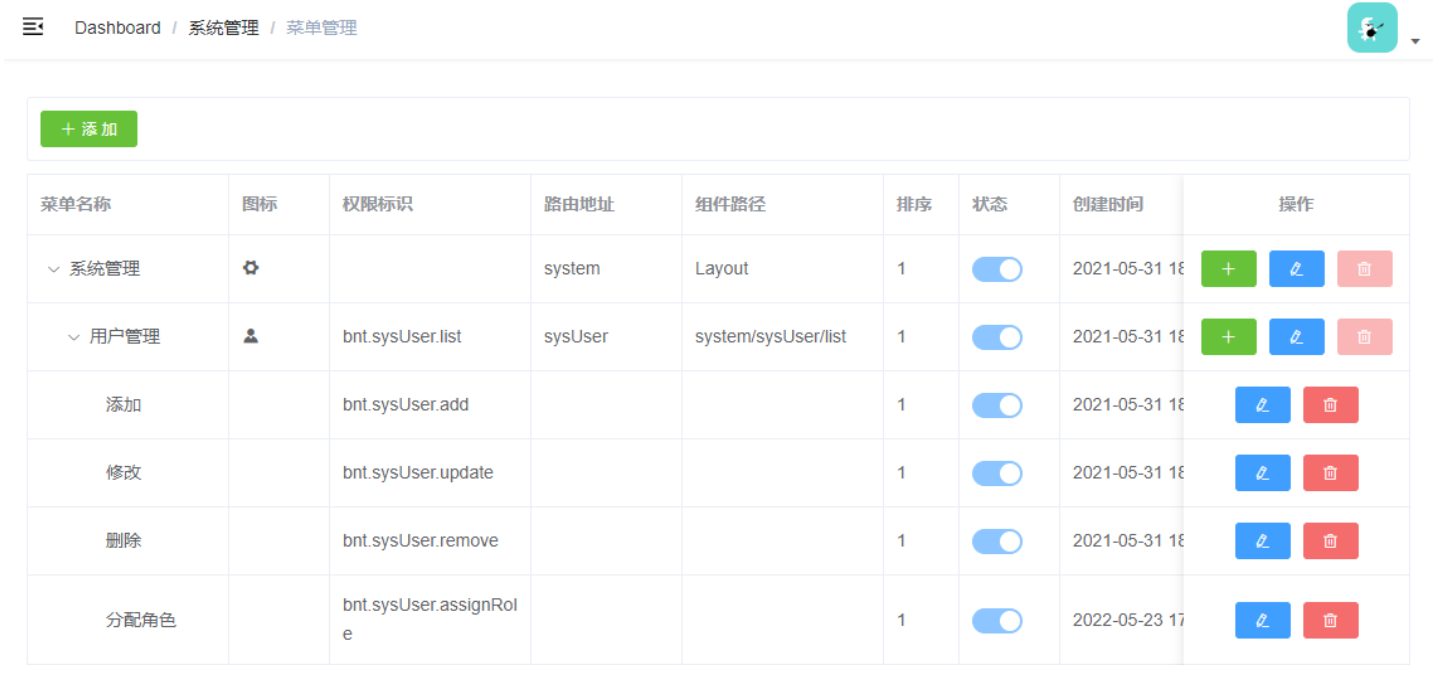 Dashboard / 系统管理 / 菜单管理
添加
菜单名称 图标 权限标识 路由地址 组件路径 排序 状态 创建时间 操作
系统管理 system Layout 1 2021-05-31 18
用户管理 bnt.sysUser.list sysUser system/sysUser/list 1 2021-05-31 18
添加 bnt.sysUser.add 1 2021-05-31 18
修改 bnt.sysUser.update 1 2021-05-31 18
删除 bnt.sysUser.remove 1 2021-05-31 18
分配角色 bnt.sysUser.assignRol 1 2022-05-23 17
e